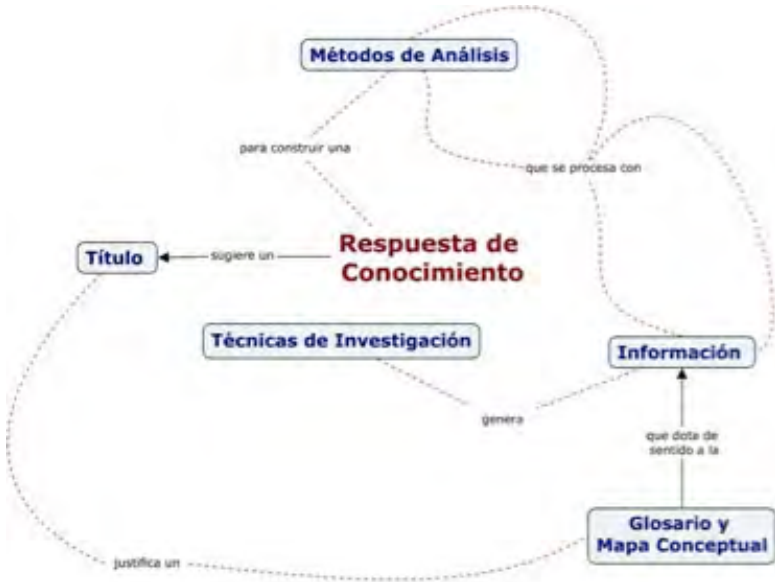 Métodos de Análisis
para construir una
que se procesa con
Respuesta de
Conocimiento
Título
sugiere un
Técnicas de Investigación
Información
genera
que dota de
sentido a la
Glosario y
Mapa Conceptual
justifica un